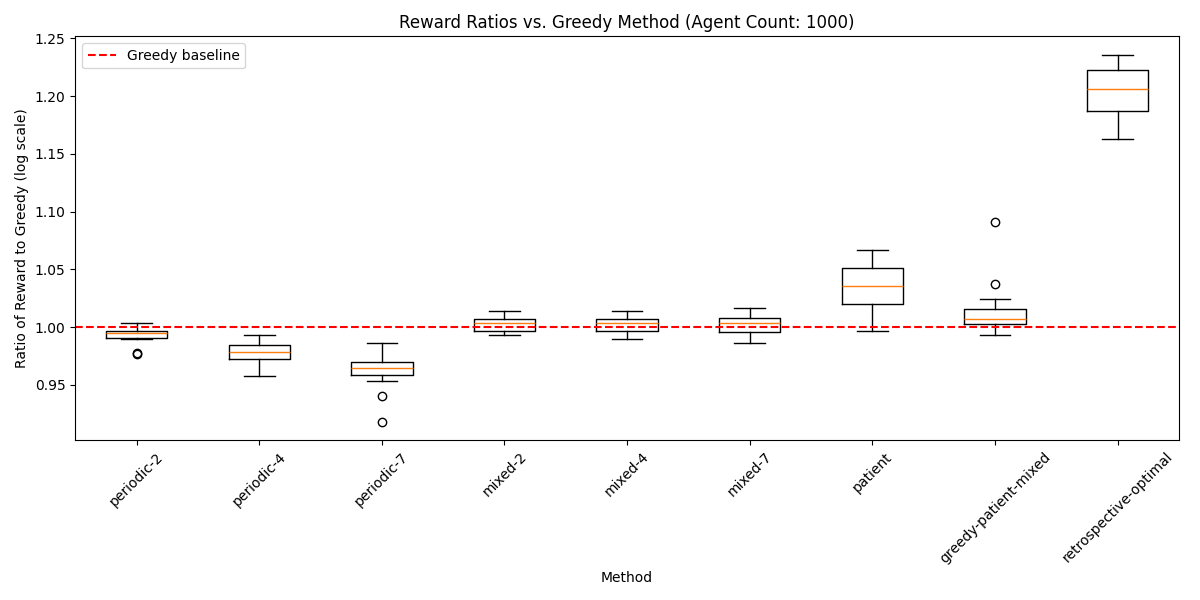 Reward Ratios vs. Greedy Method (Agent Count: 1000)
Greedy baseline
Ratio of Reward to Greedy (log scale)
1.25
1.20
1.15
1.10
1.05
1.00
0.95
periodic-2
periodic-4
periodic-7
mixed-2
mixed-4
mixed-7
patient
greedy-patient-mixed
retrospective-optimal
Method